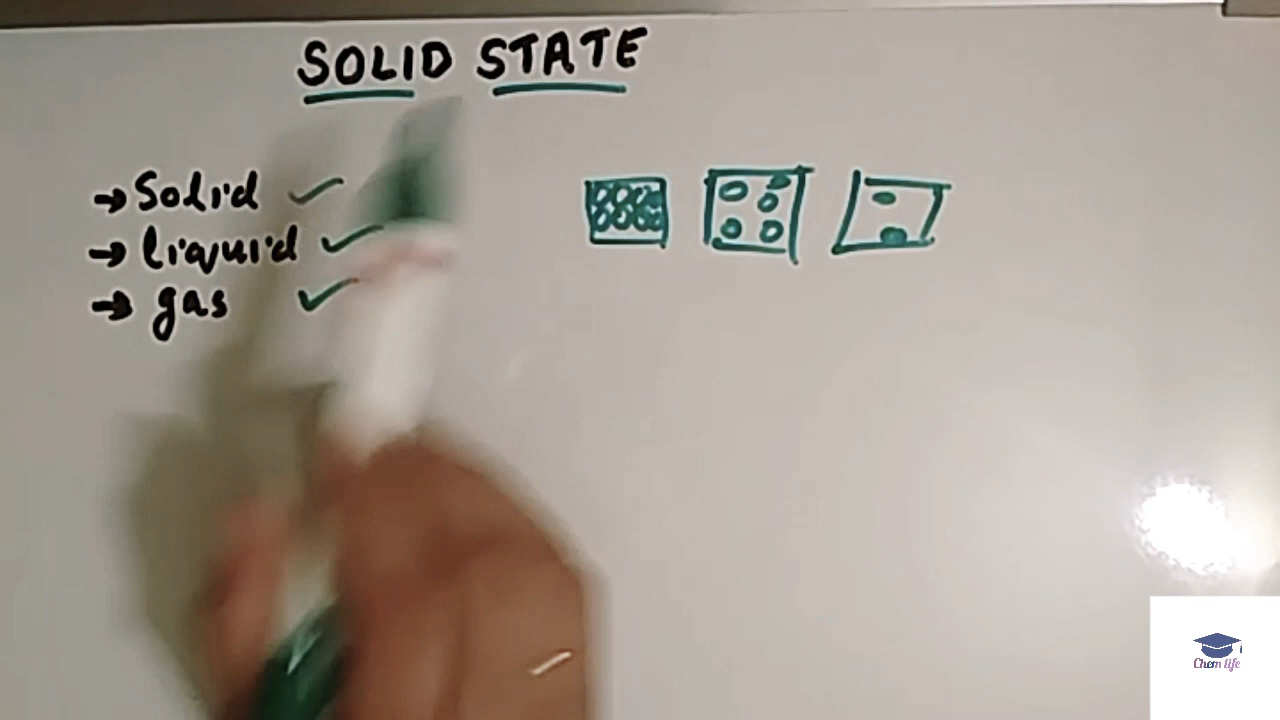 SOLID STATE
→ Solid ✓
→ liquid ✓
→ gas ✓
Chem life